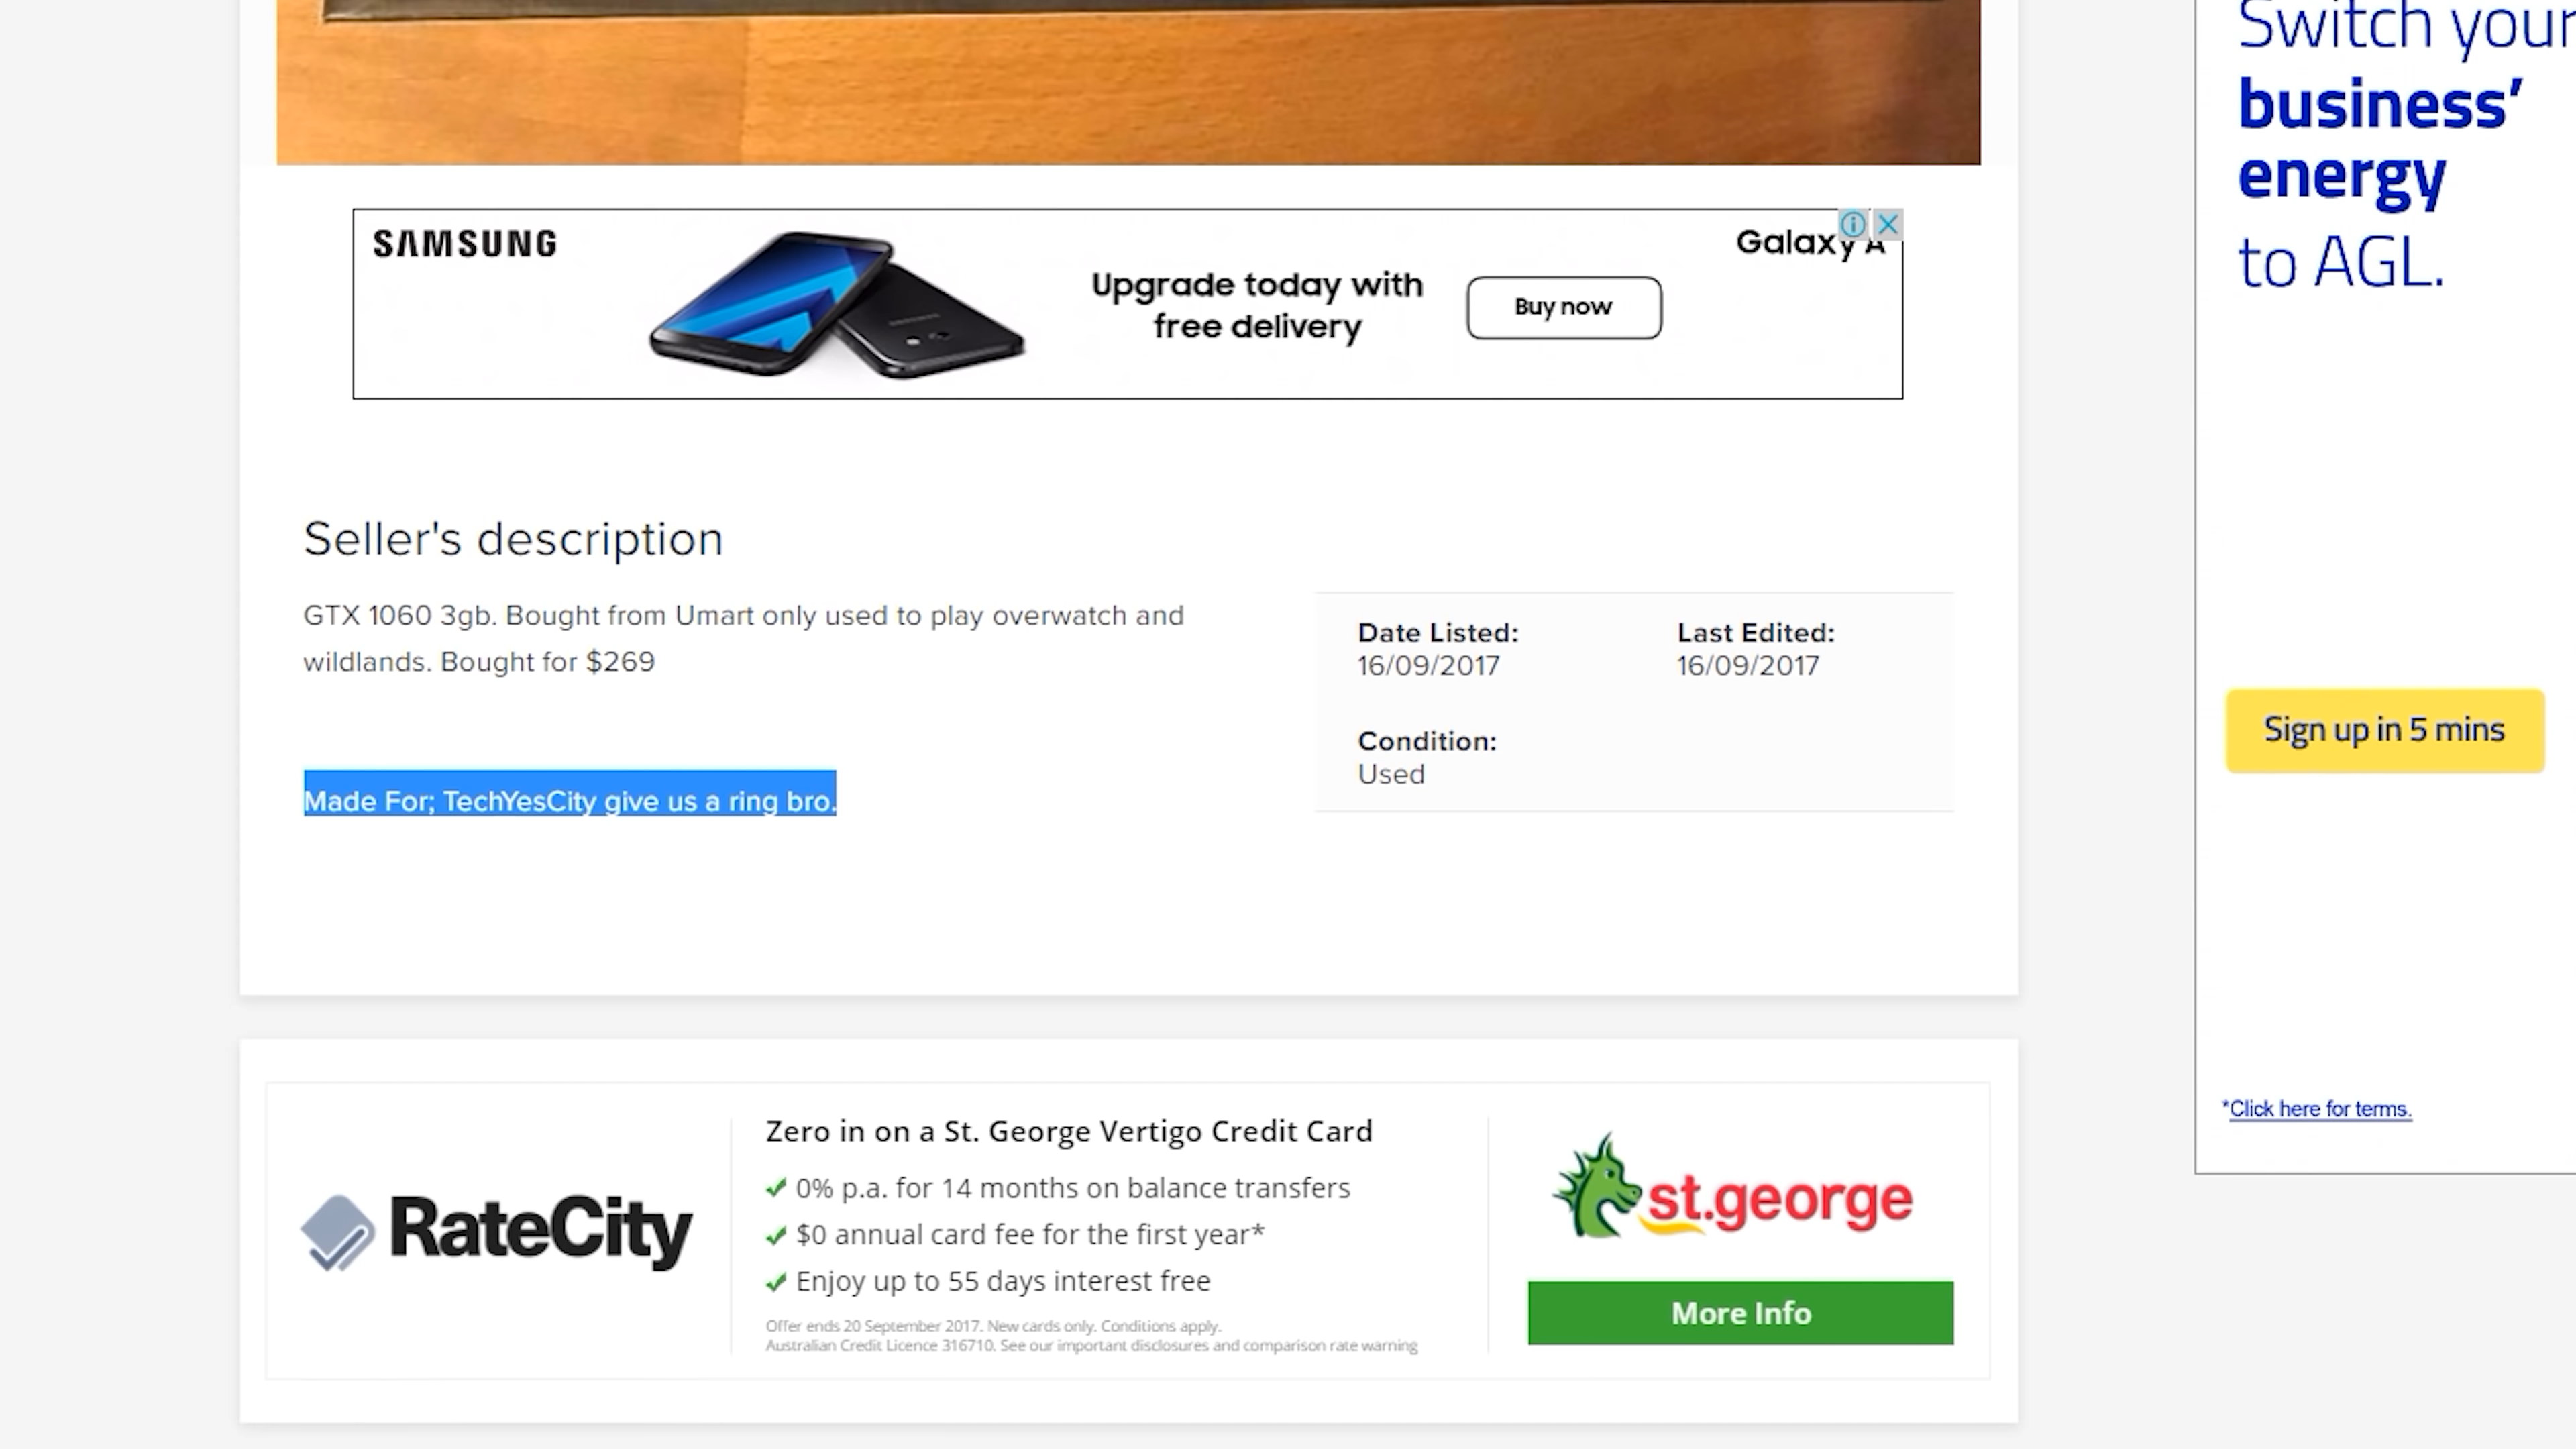 Switch your
business'
energy
to AGL.
SAMSUNG
SAMSUNG
Upgrade today with
free delivery
Buy now
Galaxy A
Seller's description
GTX 1060 3gb. Bought from Umart only used to play overwatch and
wildlands. Bought for $269
Made For; TechYesCity give us a ring bro.
Date Listed:
16/09/2017
Last Edited:
16/09/2017
Condition:
Used
Sign up in 5 mins
*Click here for terms.
RateCity
Zero in on a St. George Vertigo Credit Card
0% p.a. for 14 months on balance transfers
$0 annual card fee for the first year*
Enjoy up to 55 days interest free
Offer ends 20 September 2017. New cards only. Conditions apply.
Australian Credit Licence 316710. See our important disclosures and comparison rate warning
st.george
More Info